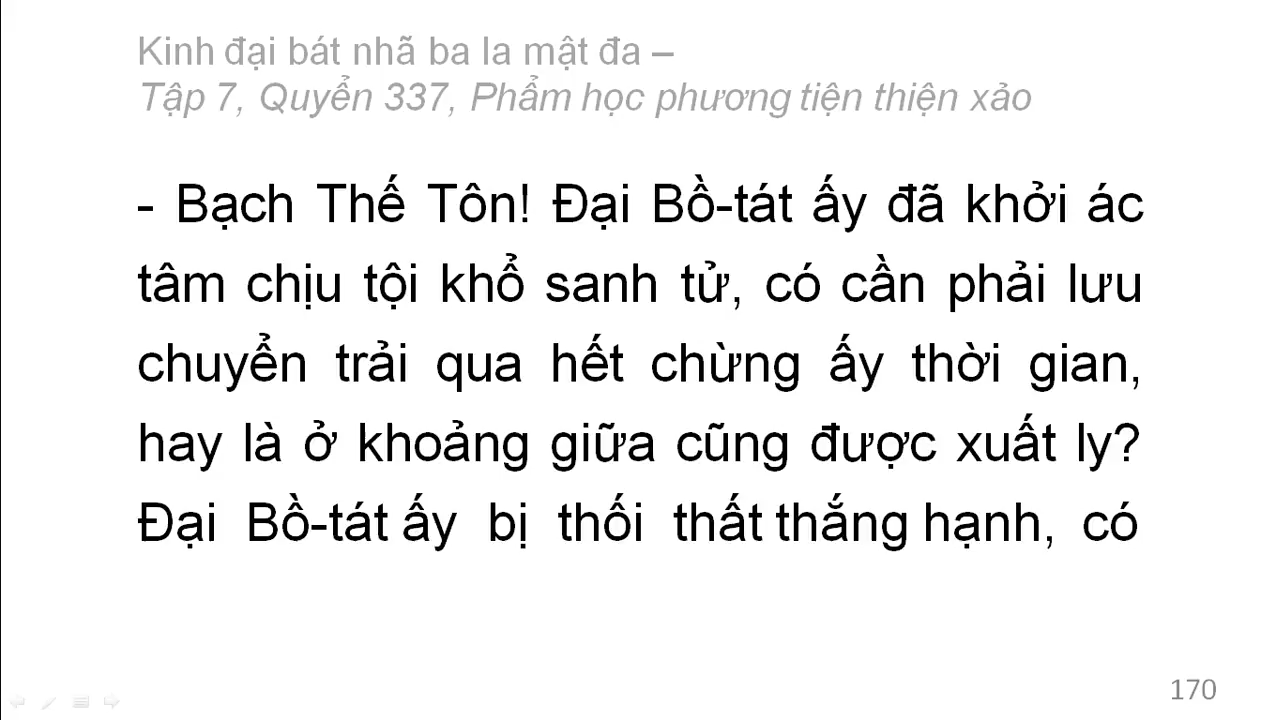 Kinh đại bát nhã ba la mật đa –
Tập 7, Quyển 337, Phẩm học phương tiện thiện xảo
- Bạch Thế Tôn! Đại Bồ-tát ấy đã khởi ác
tâm chịu tội khổ sanh tử, có cần phải lưu
chuyển trải qua hết chừng ấy thời gian,
hay là ở khoảng giữa cũng được xuất ly?
Đại Bồ-tát ấy bị thối thất thắng hạnh, có
170